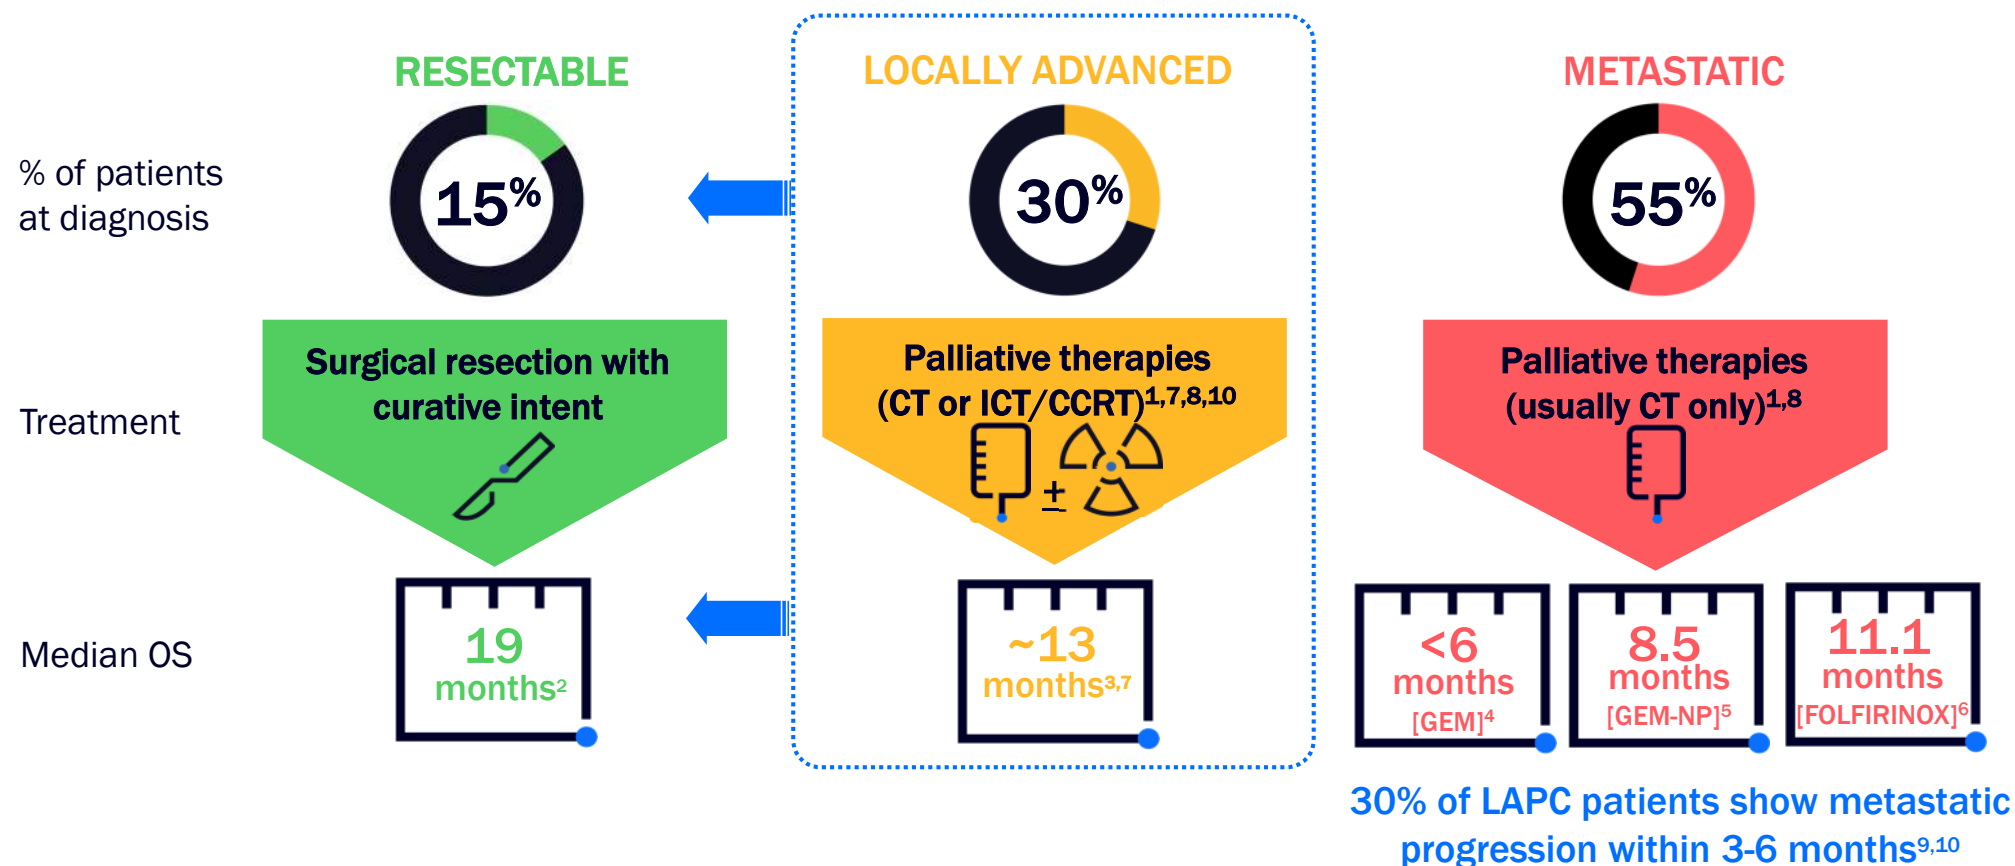 RESECTABLE
LOCALLY ADVANCED
METASTATIC
% of patients
at diagnosis
15%
30%
55%
Treatment
Surgical resection with
curative intent
Palliative therapies
(CT or ICT/CCRT)1,7,8,10
±
Palliative therapies
(usually CT only)1,8
Median OS
19
months2
~13
months3,7
<6
months
[GEM]4
8.5
months
[GEM-NP]5
11.1
months
[FOLFIRINOX]6
30% of LAPC patients show metastatic
progression within 3-6 months9,10